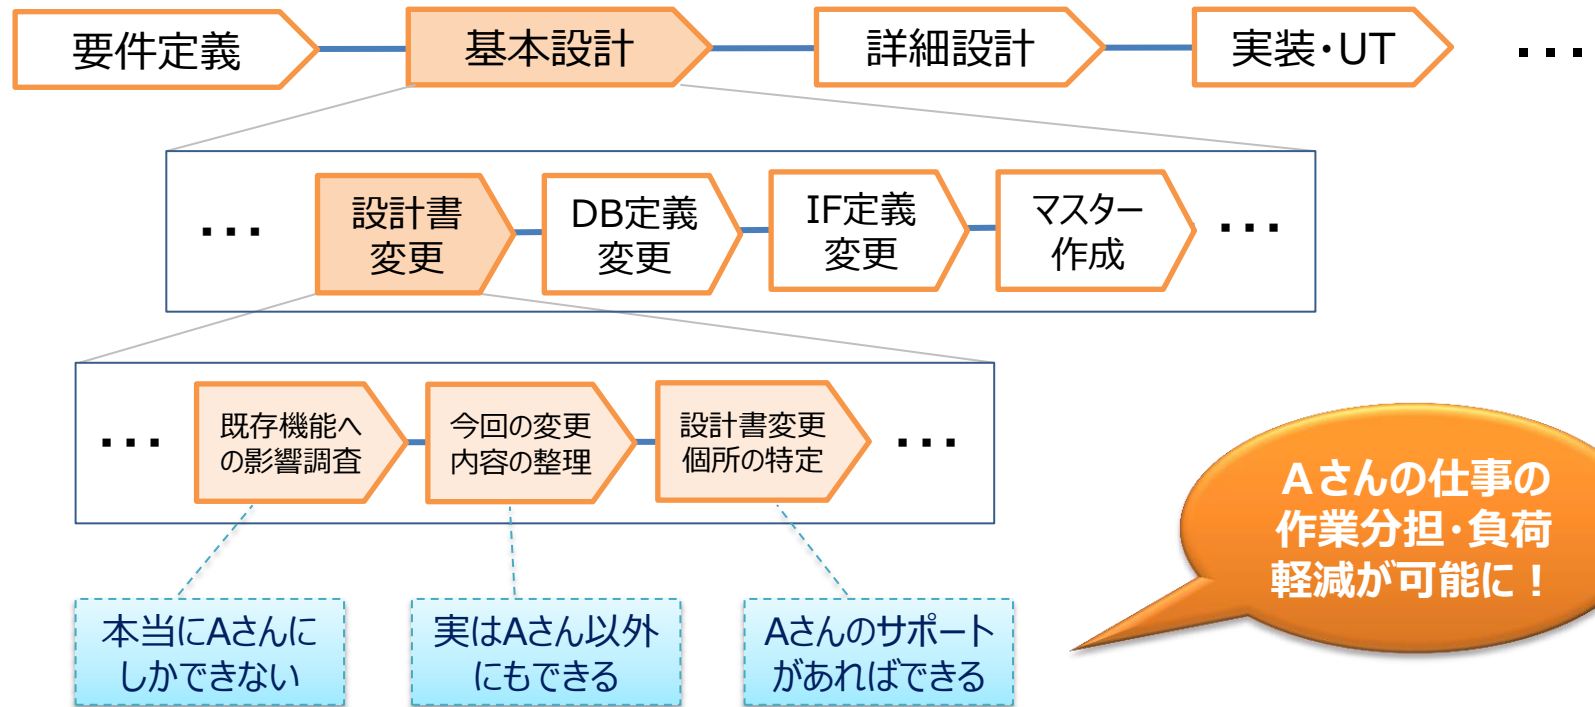 要件定義
基本設計
詳細設計
実装・UT
...
...
設計書
変更
DB定義
変更
IF定義
変更
マスター
作成
...
...
既存機能へ
の影響調査
今回の変更
内容の整理
設計書変更
個所の特定
...
本当にAさんに
しかできない
実はAさん以外
にもできる
Aさんのサポート
があればできる
Aさんの仕事の
作業分担・負荷
軽減が可能に！